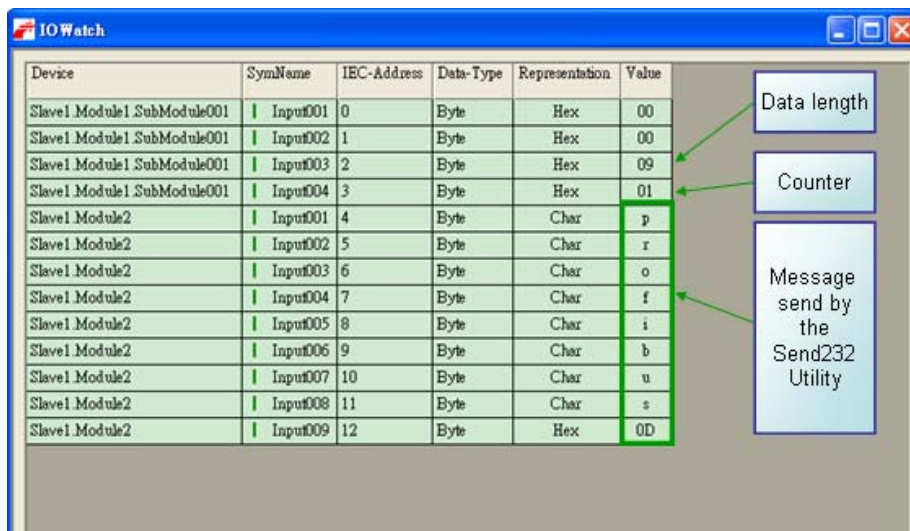 IO Watch
Device SymName IEC-Address Data-Type Representation Value
Slave1.Module1.SubModule001 Input001 0 Byte Hex 00
Slave1.Module1.SubModule001 Input002 1 Byte Hex 00
Slave1.Module1.SubModule001 Input003 2 Byte Hex 09
Slave1.Module1.SubModule001 Input004 3 Byte Hex 01
Slave1.Module2 Input001 4 Byte Char p
Slave1.Module2 Input002 5 Byte Char r
Slave1.Module2 Input003 6 Byte Char o
Slave1.Module2 Input004 7 Byte Char f
Slave1.Module2 Input005 8 Byte Char i
Slave1.Module2 Input006 9 Byte Char b
Slave1.Module2 Input007 10 Byte Char u
Slave1.Module2 Input008 11 Byte Char s
Slave1.Module2 Input009 12 Byte Hex 0D
Data length
Counter
Message
send by
the
Send232
Utility